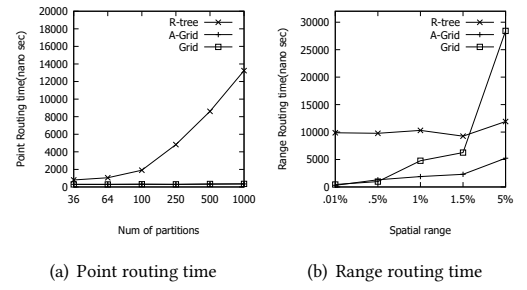 Point Routing time(nano sec)
20000
18000
16000
14000
12000
10000
8000
6000
4000
2000
0
R-tree
A-Grid
Grid
36 64 100 250 500 1000
Num of partitions
(a) Point routing time
Range Routing time(nano sec)
30000
25000
20000
15000
10000
5000
0
R-tree
A-Grid
Grid
.01% .5% 1% 1.5% 5%
Spatial range
(b) Range routing time